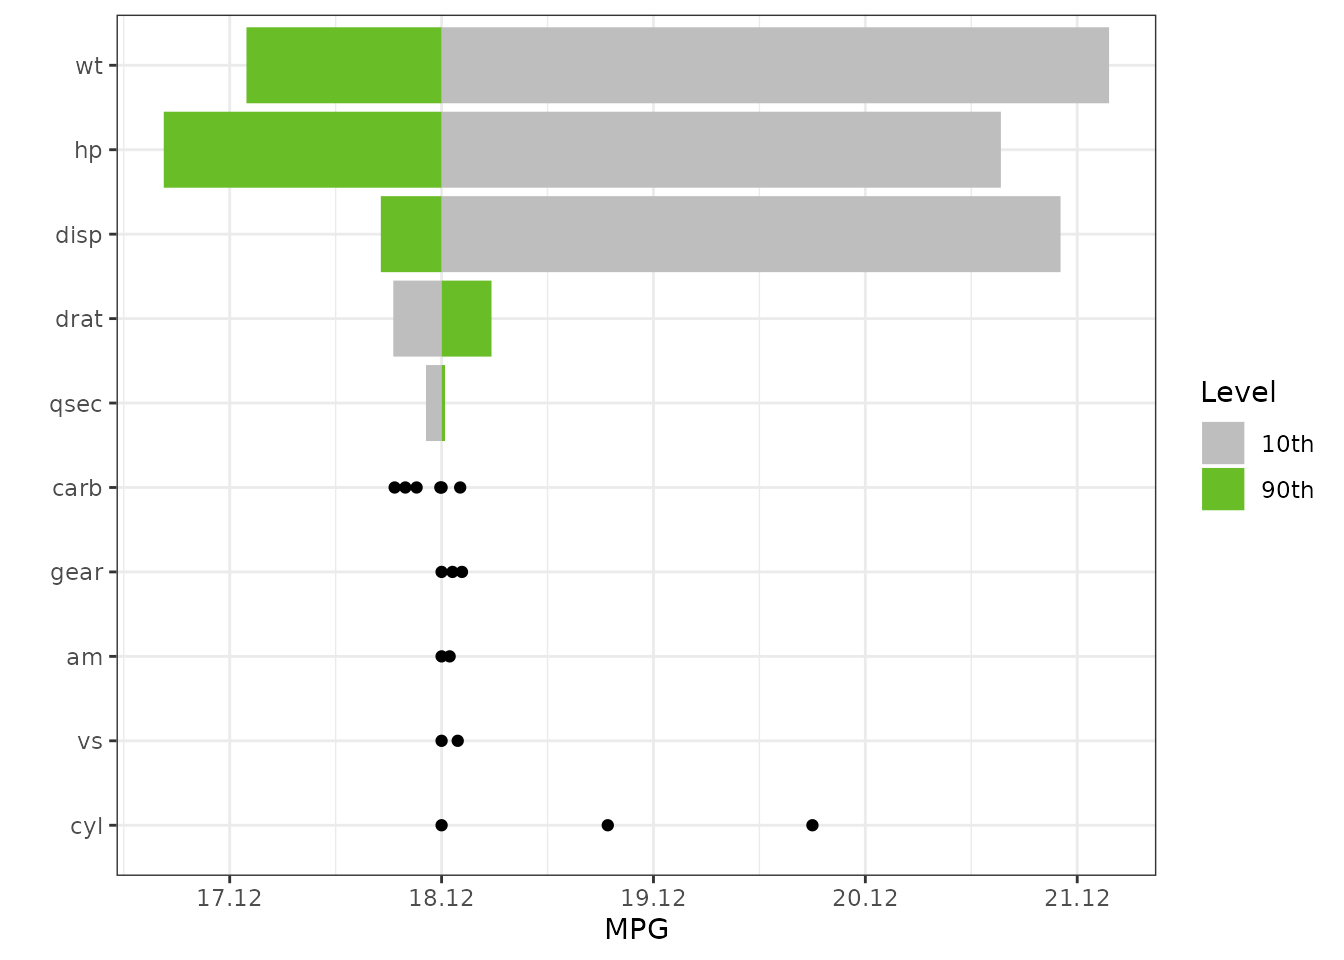 wt
hp
disp
drat
qsec
carb
gear
am
vs
cyl
17.12 18.12 19.12 20.12 21.12
MPG
Level
10th
90th